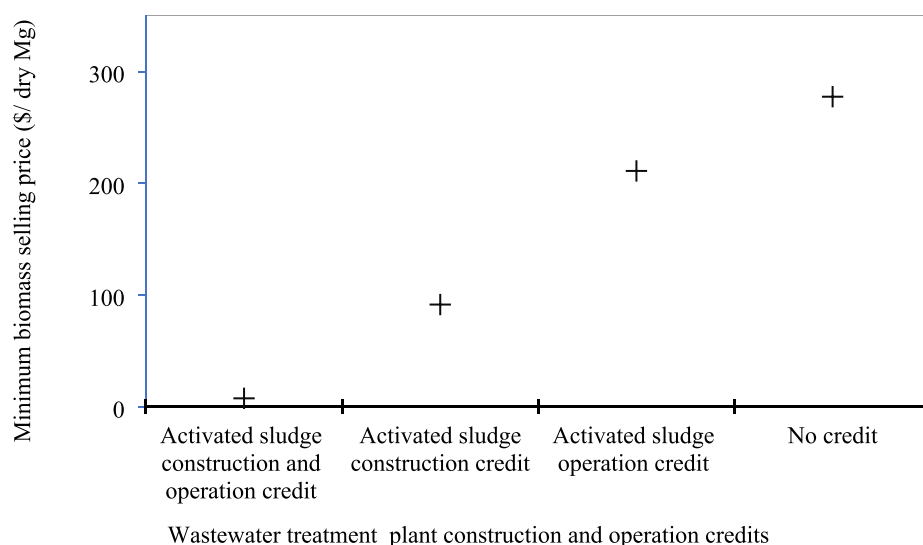 Minimum biomass selling price ($/ dry Mg)
300
200
100
0
Activated sludge
construction and
operation credit
Activated sludge
construction credit
Activated sludge
operation credit
No credit
Wastewater treatment plant construction and operation credits